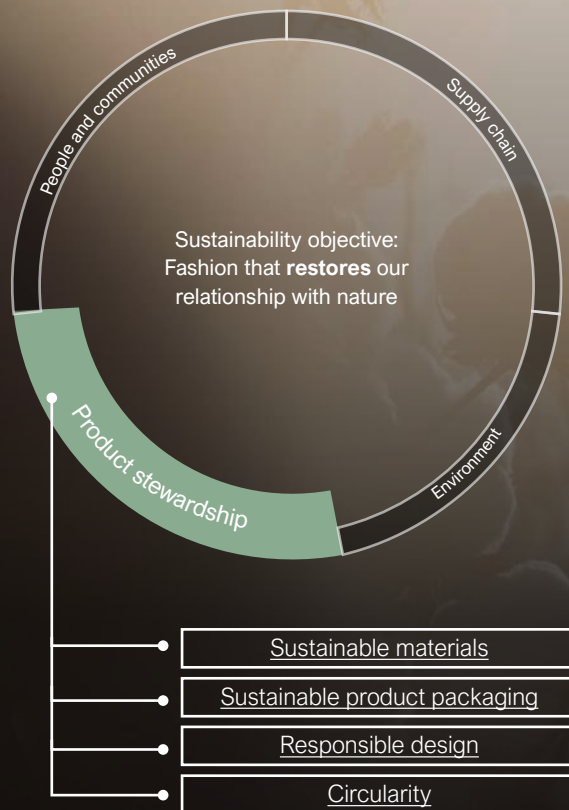 People and communities
Supply chain
Sustainability objective:
Fashion that restores our
relationship with nature
Product stewardship
Environment
Sustainable materials
Sustainable product packaging
Responsible design
Circularity